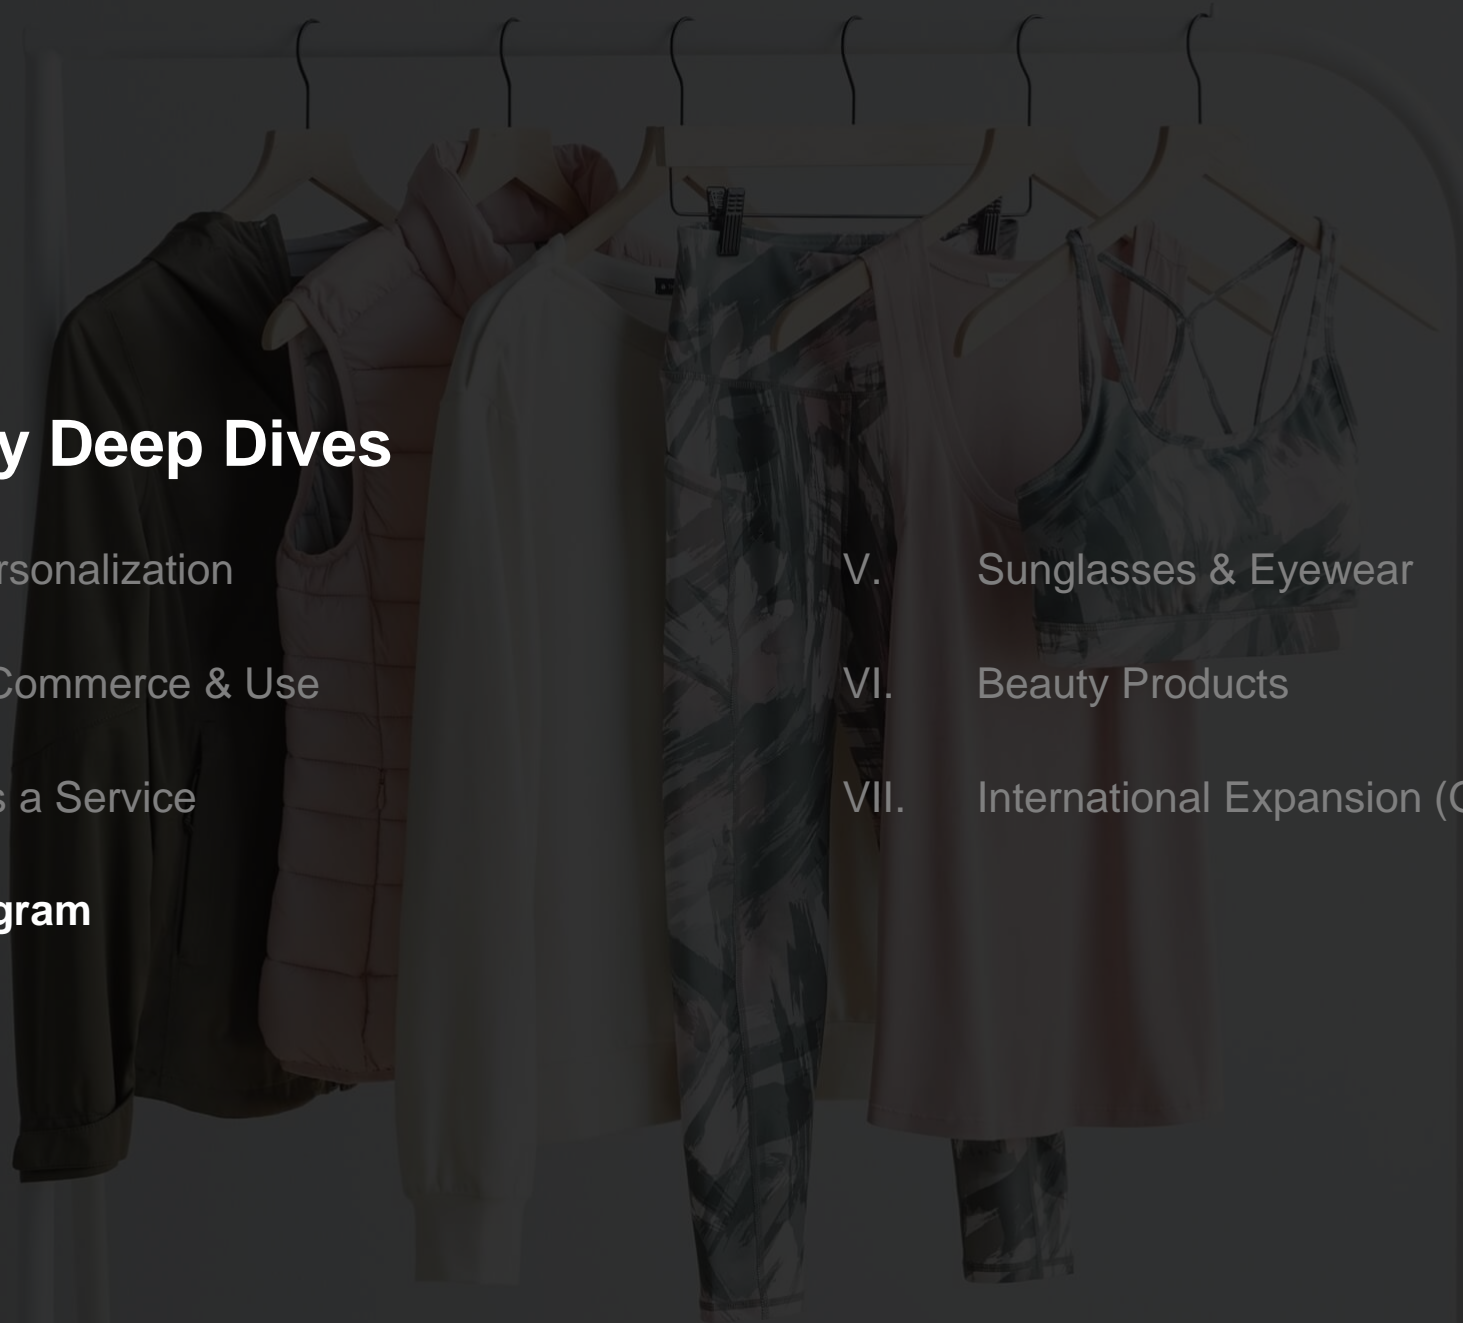 y Deep Dives
rsonalization
Commerce & Use
s a Service
gram
V. Sunglasses & Eyewear
VI. Beauty Products
VII. International Expansion (C